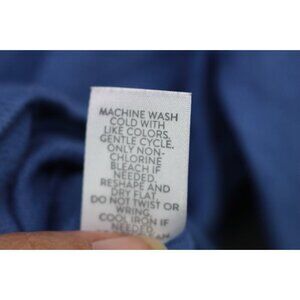 MACHINE WASH
COLD WITH
LIKE COLORS.
GENTLE CYCLE.
ONLY NON-
CHLORINE
BLEACH IF
NEEDED.
RESHAPE AND
DRY FLAT.
DO NOT TWIST OR
WRING.
COOL IRON IF
NEEDED.